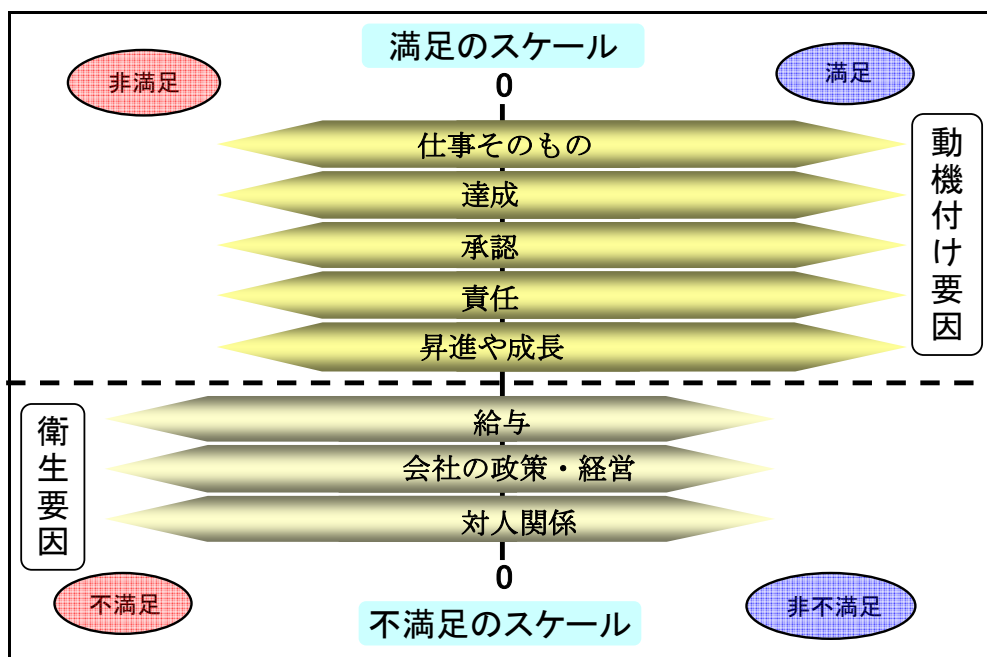 満足のスケール
非満足
満足
0
仕事そのもの
達成
承認
責任
昇進や成長
動機付け要因
給与
会社の政策・経営
対人関係
衛生要因
0
不満足
非不満足
不満足のスケール